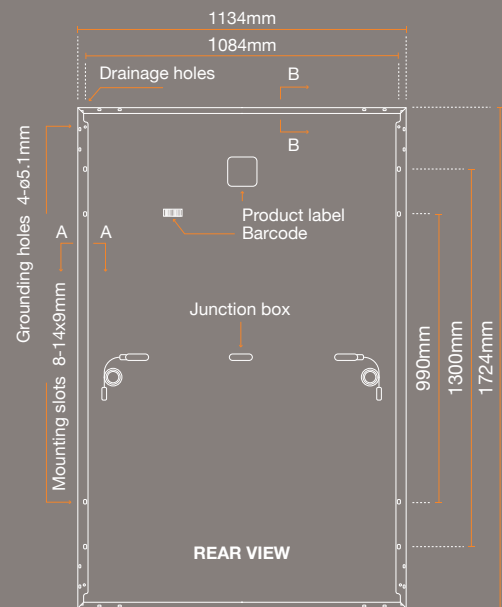 1134mm
1084mm
Drainage holes
B
B
Grounding holes 4-ø5.1mm
Product label
Barcode
A
A
Mounting slots 8-14x9mm
Junction box
990mm
1300mm
1724mm
REAR VIEW